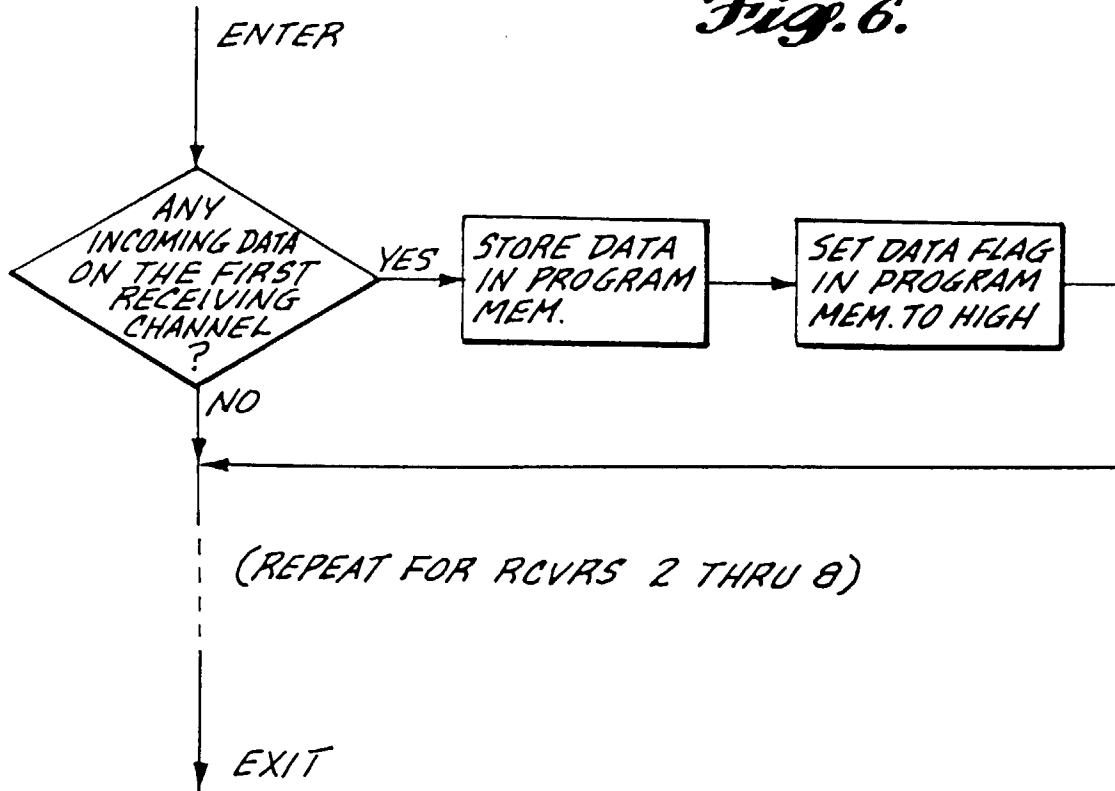 Fig. 6.
ENTER
ANY
INCOMING DATA
ON THE FIRST
RECEIVING
CHANNEL
?
YES
STORE DATA
IN PROGRAM
MEM.
SET DATA FLAG
IN PROGRAM
MEM. TO HIGH
NO
(REPEAT FOR RCVRS 2 THRU 8)
EXIT